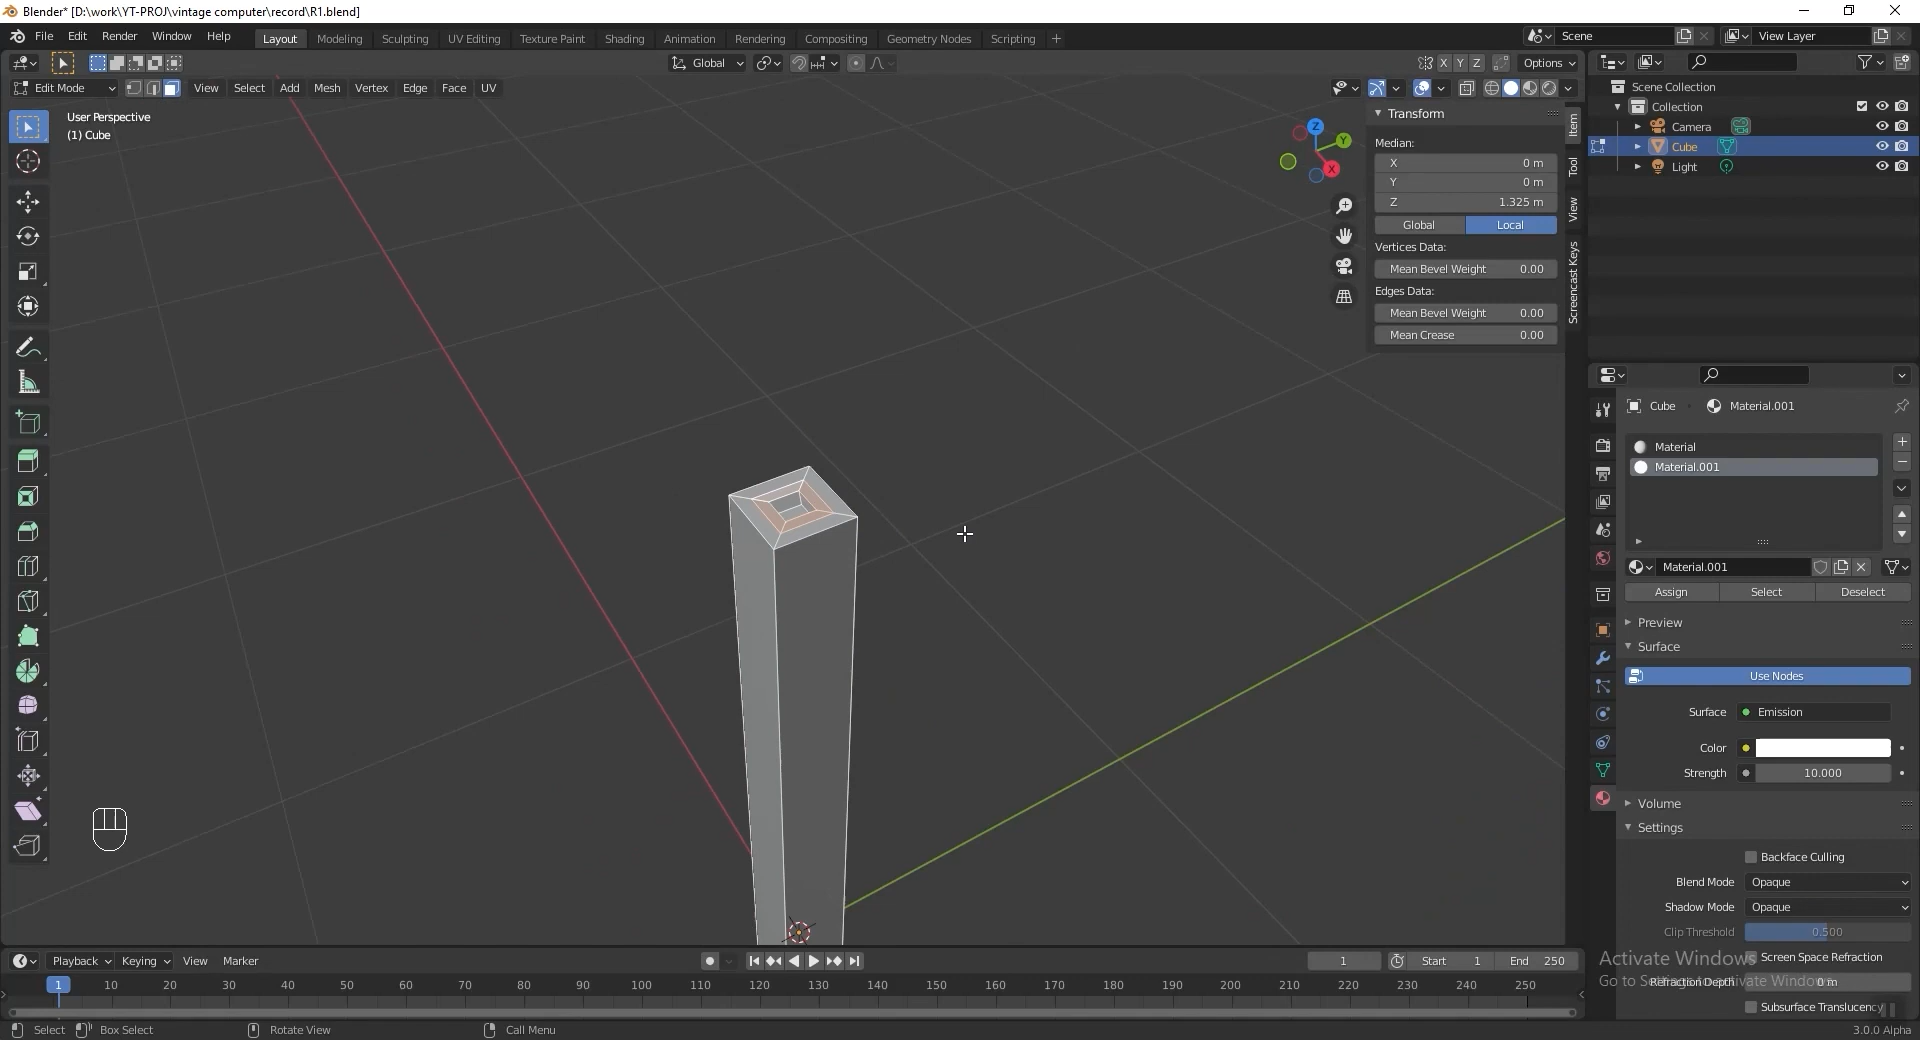 Blender* [D:\work\YT-PROJ\vintage computer\record\R1.blend]
File Edit Render Window Help
Layout Modeling Sculpting UV Editing Texture Paint Shading Animation Rendering Compositing Geometry Nodes Scripting +
Scene
View Layer
Global
X Y Z
Options
Edit Mode
View Select Add Mesh Vertex Edge Face UV
User Perspective
(1) Cube
Z
Y
X
Transform
Median:
X 0 m
Y 0 m
Z 1.325 m
Global Local
Vertices Data:
Mean Bevel Weight 0.00
Edges Data:
Mean Bevel Weight 0.00
Mean Crease 0.00
Item
Tool
View
Screencast Keys
Scene Collection
Collection
Camera
Cube
Light
Cube Material.001
Material
Material.001
Material.001
Assign Select Deselect
Preview
Surface
Use Nodes
Surface Emission
Color
Strength 10.000
Volume
Settings
Backface Culling
Blend Mode Opaque
Shadow Mode Opaque
Clip Threshold 0.500
Screen Space Refraction
Refraction Depth 0 m
Subsurface Translucency
Activate Windows
Go to Settings to activate Windows.
Playback Keying View Marker
1 Start 1 End 250
1 10 20 30 40 50 60 70 80 90 100 110 120 130 140 150 160 170 180 190 200 210 220 230 240 250
Select Box Select Rotate View Call Menu
3.0.0 Alpha